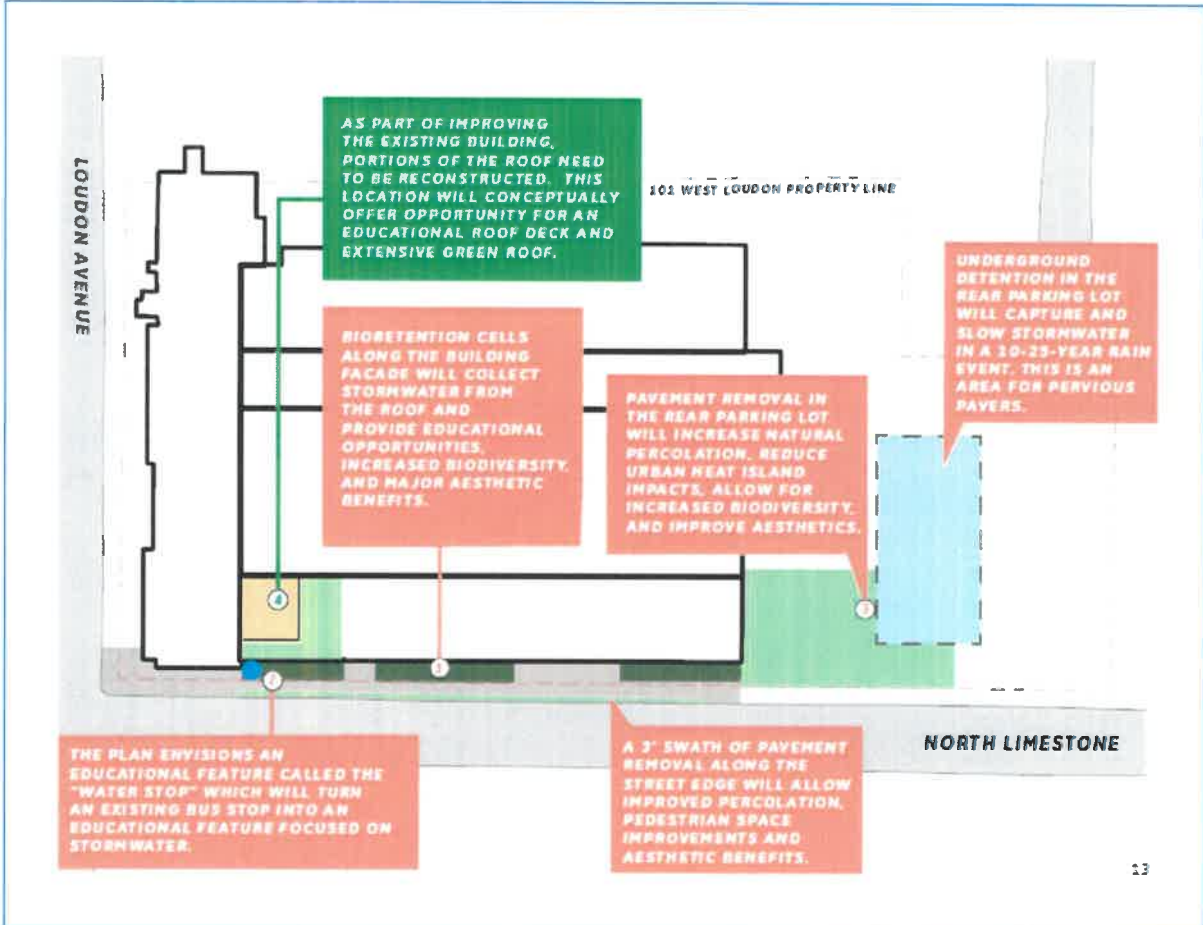 LOUDON AVENUE
AS PART OF IMPROVING
THE EXISTING BUILDING,
PORTIONS OF THE ROOF NEED
TO BE RECONSTRUCTED. THIS
LOCATION WILL CONCEPTUALLY
OFFER OPPORTUNITY FOR AN
EDUCATIONAL ROOF DECK AND
EXTENSIVE GREEN ROOF.
101 WEST LOUDON PROPERTY LINE
UNDERGROUND
DETENTION IN THE
REAR PARKING LOT
WILL CAPTURE AND
SLOW STORMWATER
IN A 10-25-YEAR RAIN
EVENT. THIS IS AN
AREA FOR PERVIOUS
PAVERS.
BIORETENTION CELLS
ALONG THE BUILDING
FACADE WILL COLLECT
STORMWATER FROM
THE ROOF AND
PROVIDE EDUCATIONAL
OPPORTUNITIES,
INCREASED BIODIVERSITY,
AND MAJOR AESTHETIC
BENEFITS.
PAVEMENT REMOVAL IN
THE REAR PARKING LOT
WILL INCREASE NATURAL
PERCOLATION, REDUCE
URBAN HEAT ISLAND
IMPACTS, ALLOW FOR
INCREASED BIODIVERSITY,
AND IMPROVE AESTHETICS.
4
3
1
2
NORTH LIMESTONE
THE PLAN ENVISIONS AN
EDUCATIONAL FEATURE CALLED THE
"WATER STOP" WHICH WILL TURN
AN EXISTING BUS STOP INTO AN
EDUCATIONAL FEATURE FOCUSED ON
STORMWATER.
A 3' SWATH OF PAVEMENT
REMOVAL ALONG THE
STREET EDGE WILL ALLOW
IMPROVED PERCOLATION,
PEDESTRIAN SPACE
IMPROVEMENTS AND
AESTHETIC BENEFITS.
13